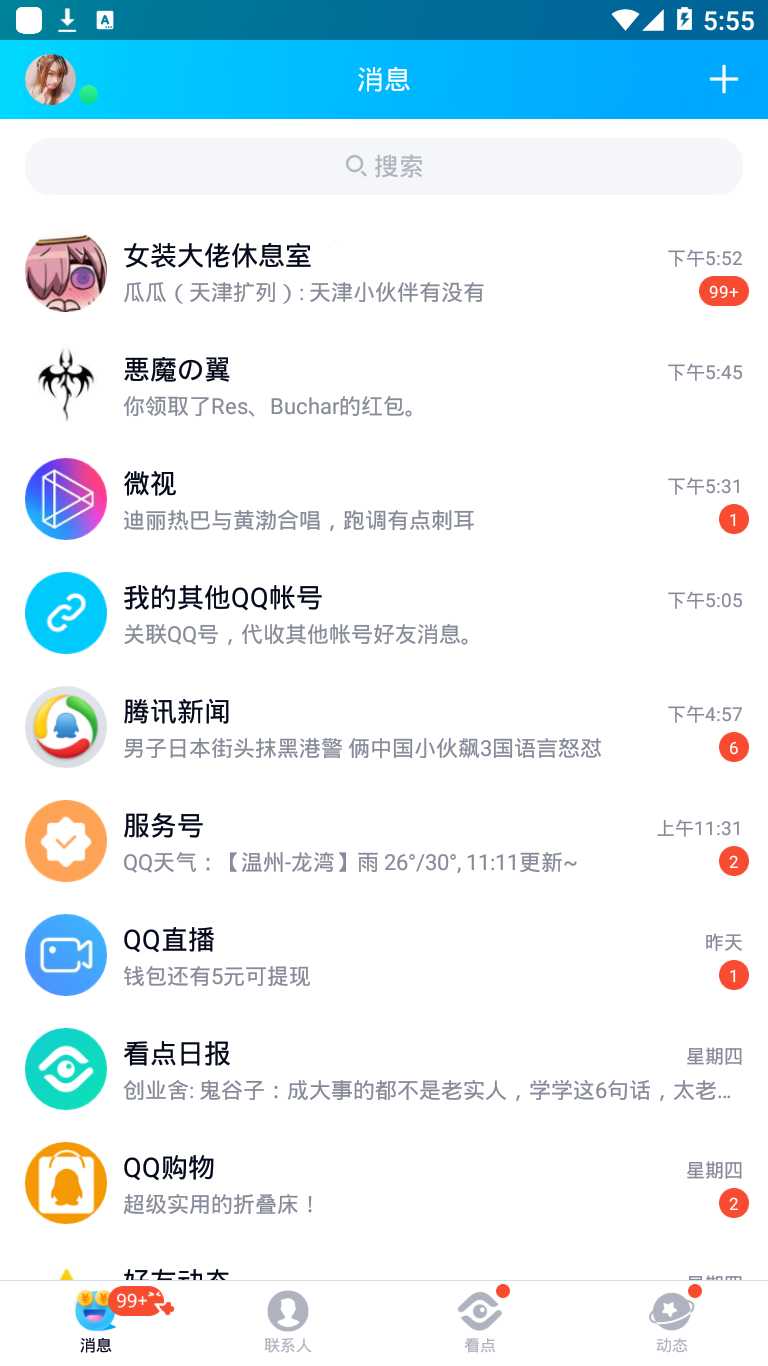 5:55
消息
搜索
女装大佬休息室
下午5:52
瓜瓜（天津扩列）: 天津小伙伴有没有
99+
悪魔の翼
下午5:45
你领取了Res、Buchar的红包。
微视
下午5:31
迪丽热巴与黄渤合唱，跑调有点刺耳
1
我的其他QQ帐号
下午5:05
关联QQ号，代收其他帐号好友消息。
腾讯新闻
下午4:57
男子日本街头抹黑港警 俩中国小伙飙3国语言怒怼
6
服务号
上午11:31
QQ天气：【温州-龙湾】雨 26°/30°, 11:11更新~
2
QQ直播
昨天
钱包还有5元可提现
1
看点日报
星期四
创业舍: 鬼谷子：成大事的都不是老实人，学学这6句话，太老...
QQ购物
星期四
超级实用的折叠床！
2
好友动态
星期四
99+
消息
联系人
看点
动态